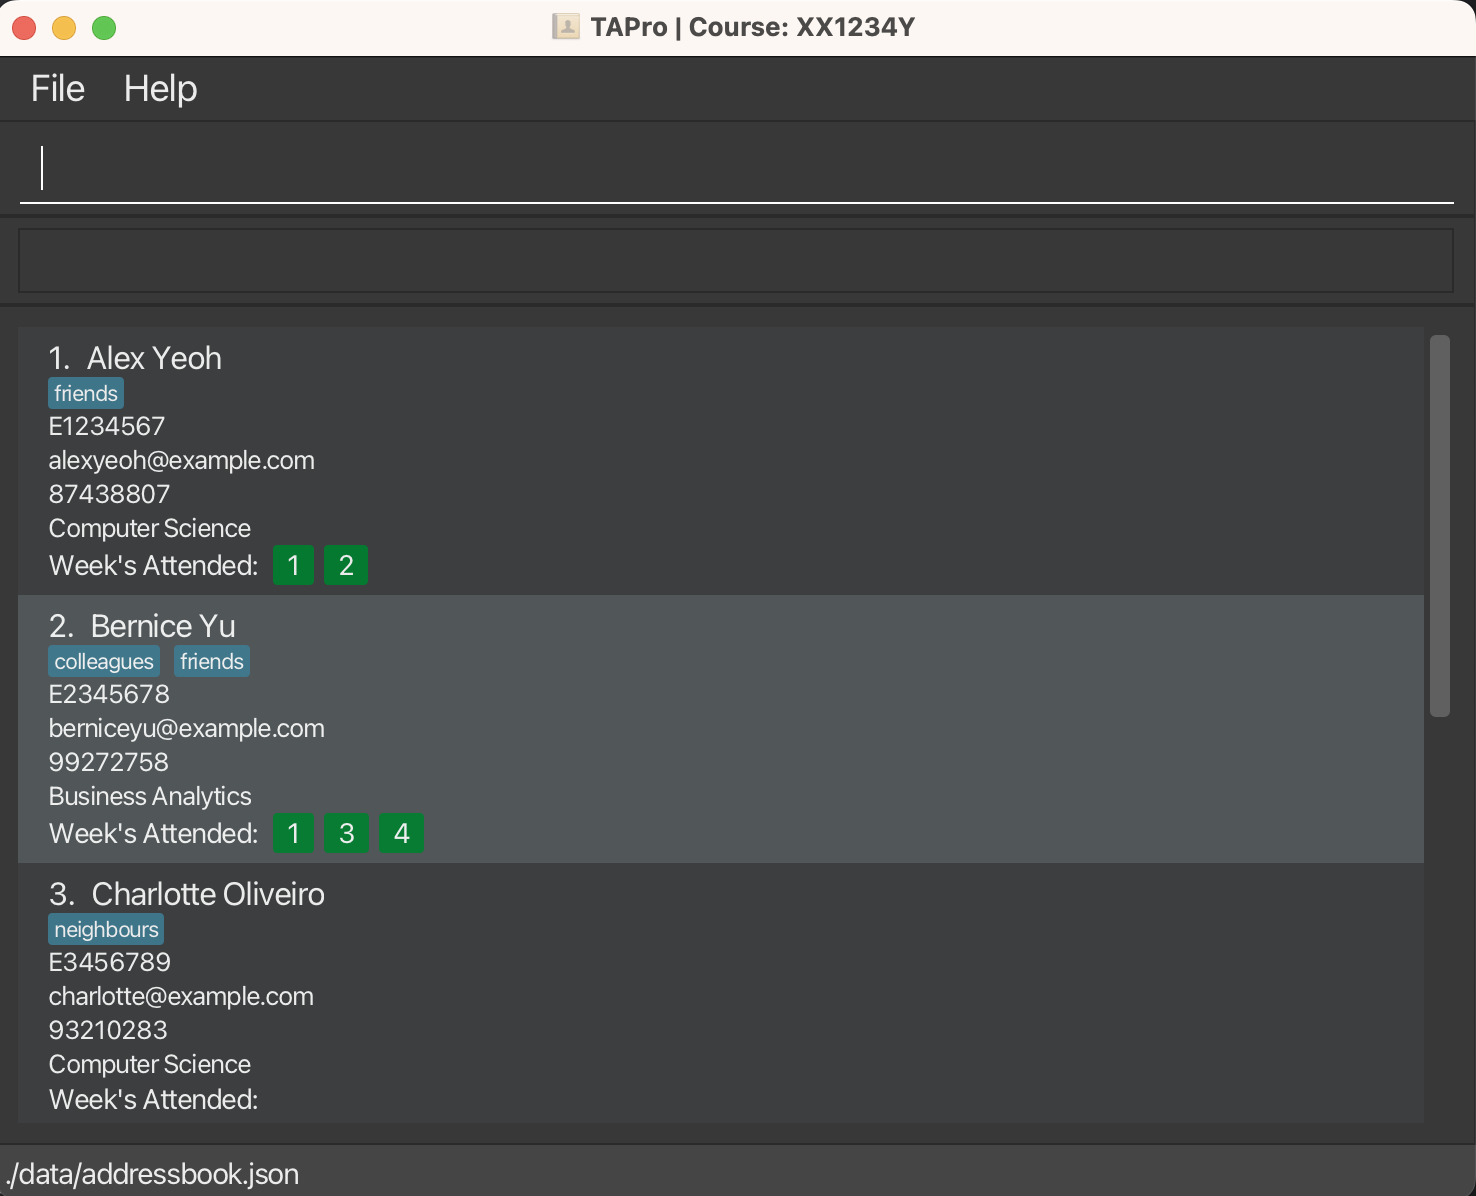 TAPro | Course: XX1234Y
File Help
1. Alex Yeoh
friends
E1234567
alexyeoh@example.com
87438807
Computer Science
Week's Attended: 1 2
2. Bernice Yu
colleagues friends
E2345678
berniceyu@example.com
99272758
Business Analytics
Week's Attended: 1 3 4
3. Charlotte Oliveiro
neighbours
E3456789
charlotte@example.com
93210283
Computer Science
Week's Attended:
./data/addressbook.json